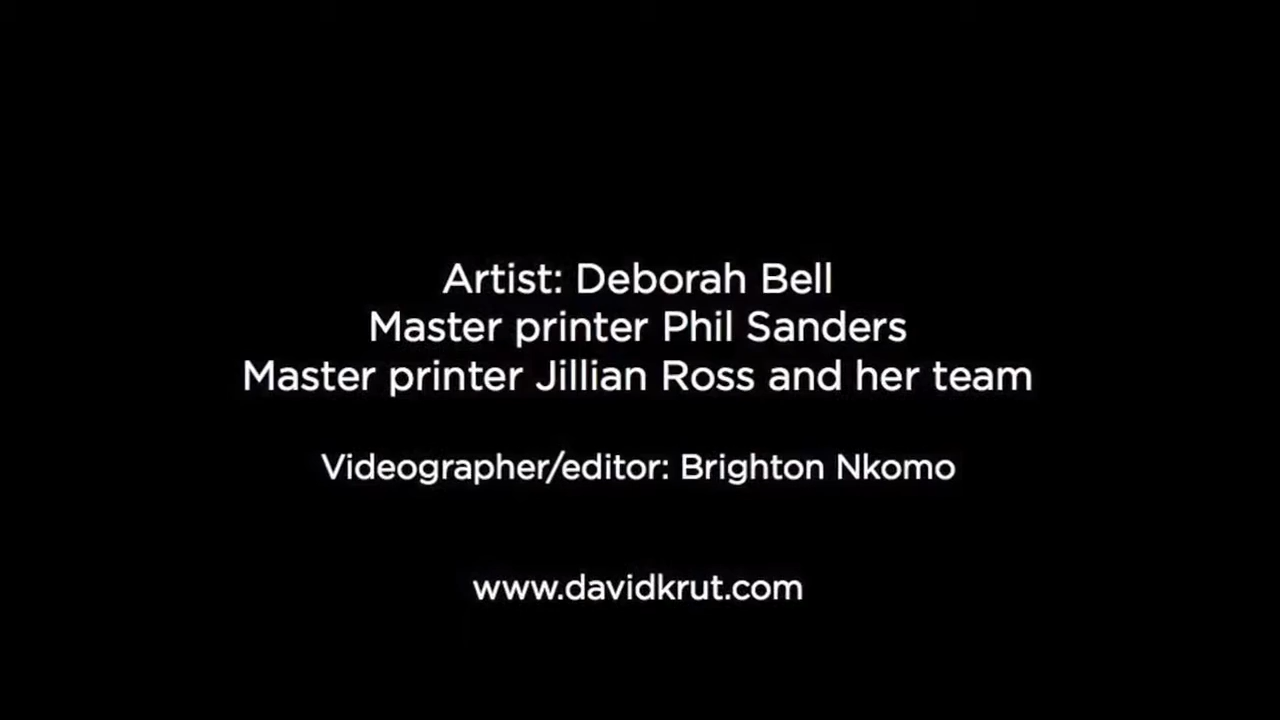 Artist: Deborah Bell
Master printer Phil Sanders
Master printer Jillian Ross and her team
Videographer/editor: Brighton Nkomo
www.davidkrut.com